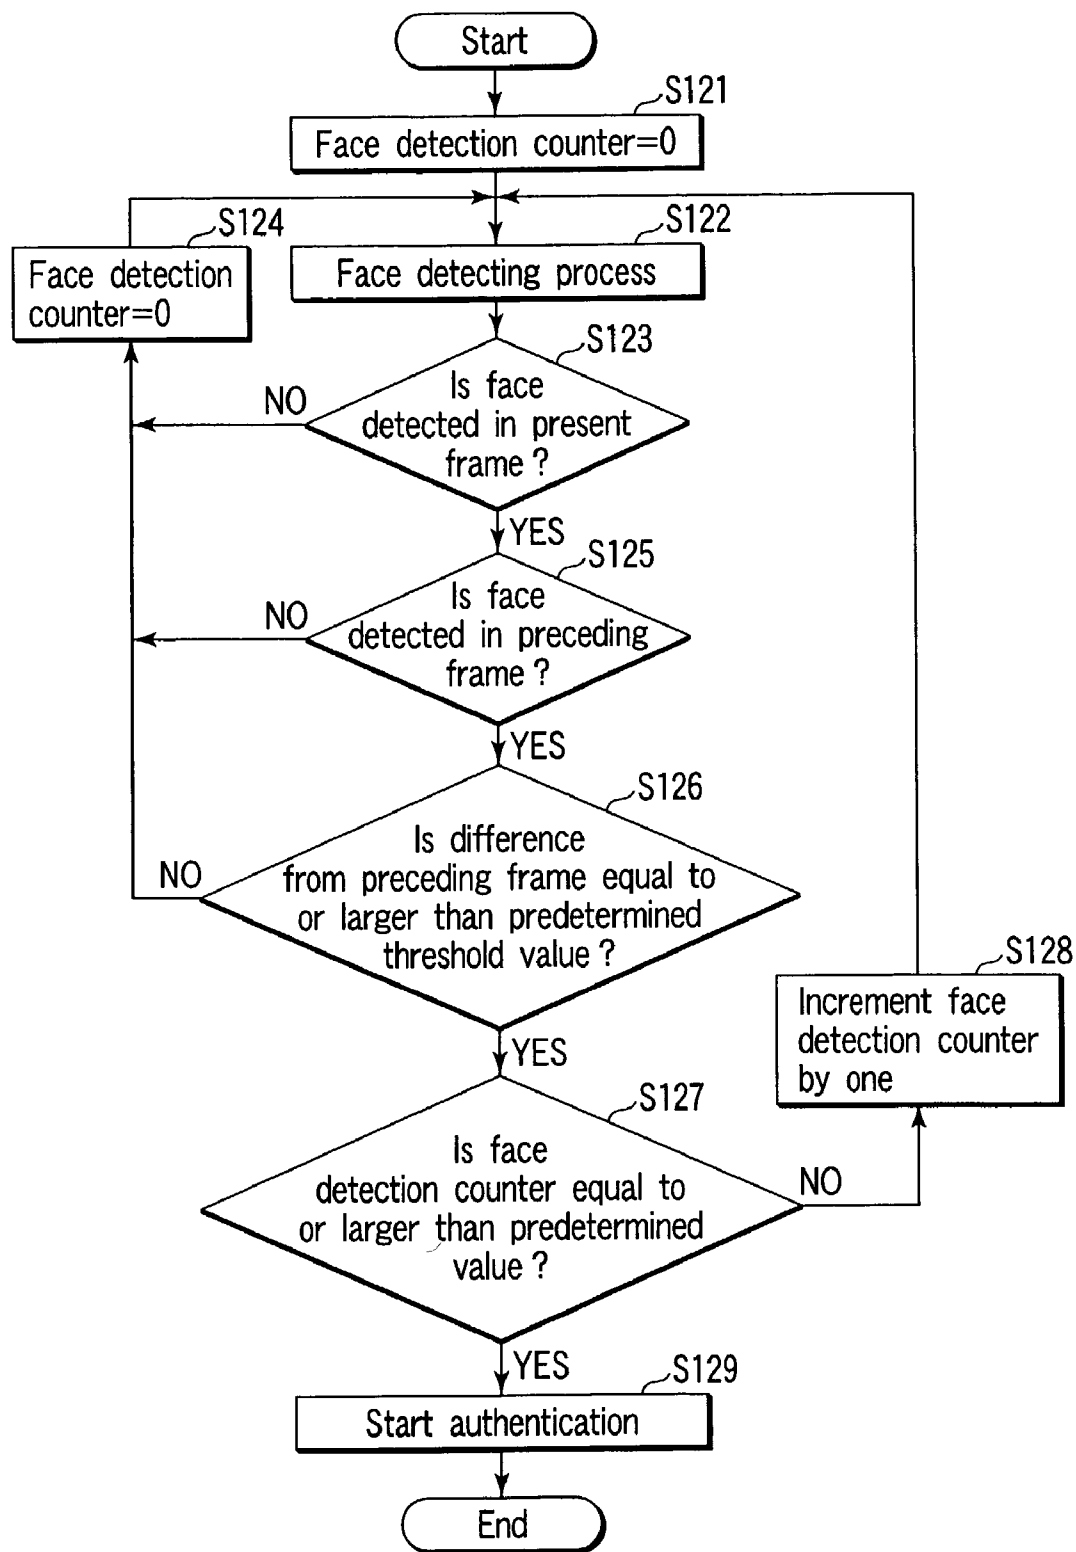 Start
S121
Face detection counter=0
S124
Face detection
counter=0
S122
Face detecting process
S123
Is face
detected in present
frame?
NO
YES
S125
Is face
detected in preceding
frame?
NO
YES
S126
Is difference
from preceding frame equal to
or larger than predetermined
threshold value?
NO
YES
S128
Increment face
detection counter
by one
S127
Is face
detection counter equal to
or larger than predetermined
value?
NO
YES
S129
Start authentication
End